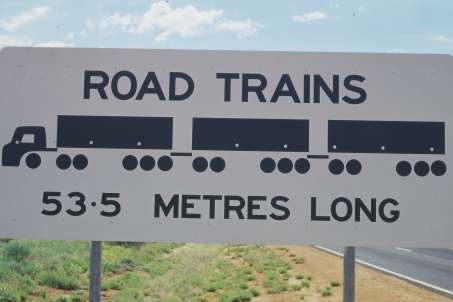 ROAD TRAINS
53·5 METRES LONG